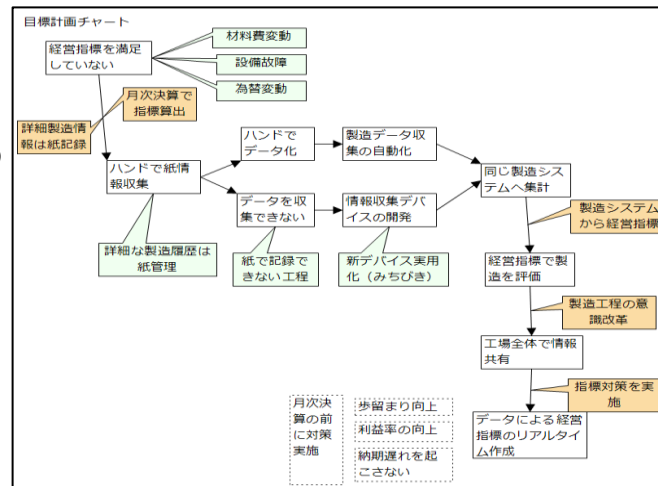 目標計画チャート
経営指標を満足
していない
材料費変動
設備故障
為替変動
月次決算で
指標算出
詳細製造情
報は紙記録
ハンドで紙情
報収集
ハンドで
データ化
製造データ収
集の自動化
同じ製造シス
テムへ集計
データを収
集できない
情報収集デバ
イスの開発
製造システム
から経営指標
詳細な製造履歴は
紙管理
紙で記録で
きない工程
新デバイス実用
化（みちびき）
経営指標で製
造を評価
製造工程の意
識改革
工場全体で情報
共有
指標対策を実
施
月次決
算の前
に対策
実施
歩留まり向上
利益率の向上
納期遅れを起
こさない
データによる経営
指標のリアルタイ
ム作成